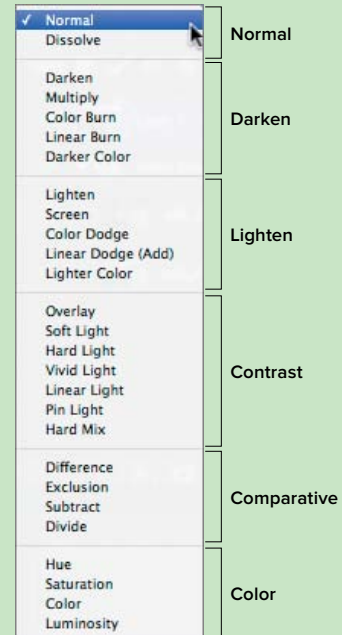 ✓ Normal
Dissolve
Normal
Darken
Multiply
Color Burn
Linear Burn
Darker Color
Darken
Lighten
Screen
Color Dodge
Linear Dodge (Add)
Lighter Color
Lighten
Overlay
Soft Light
Hard Light
Vivid Light
Linear Light
Pin Light
Hard Mix
Contrast
Difference
Exclusion
Subtract
Divide
Comparative
Hue
Saturation
Color
Luminosity
Color